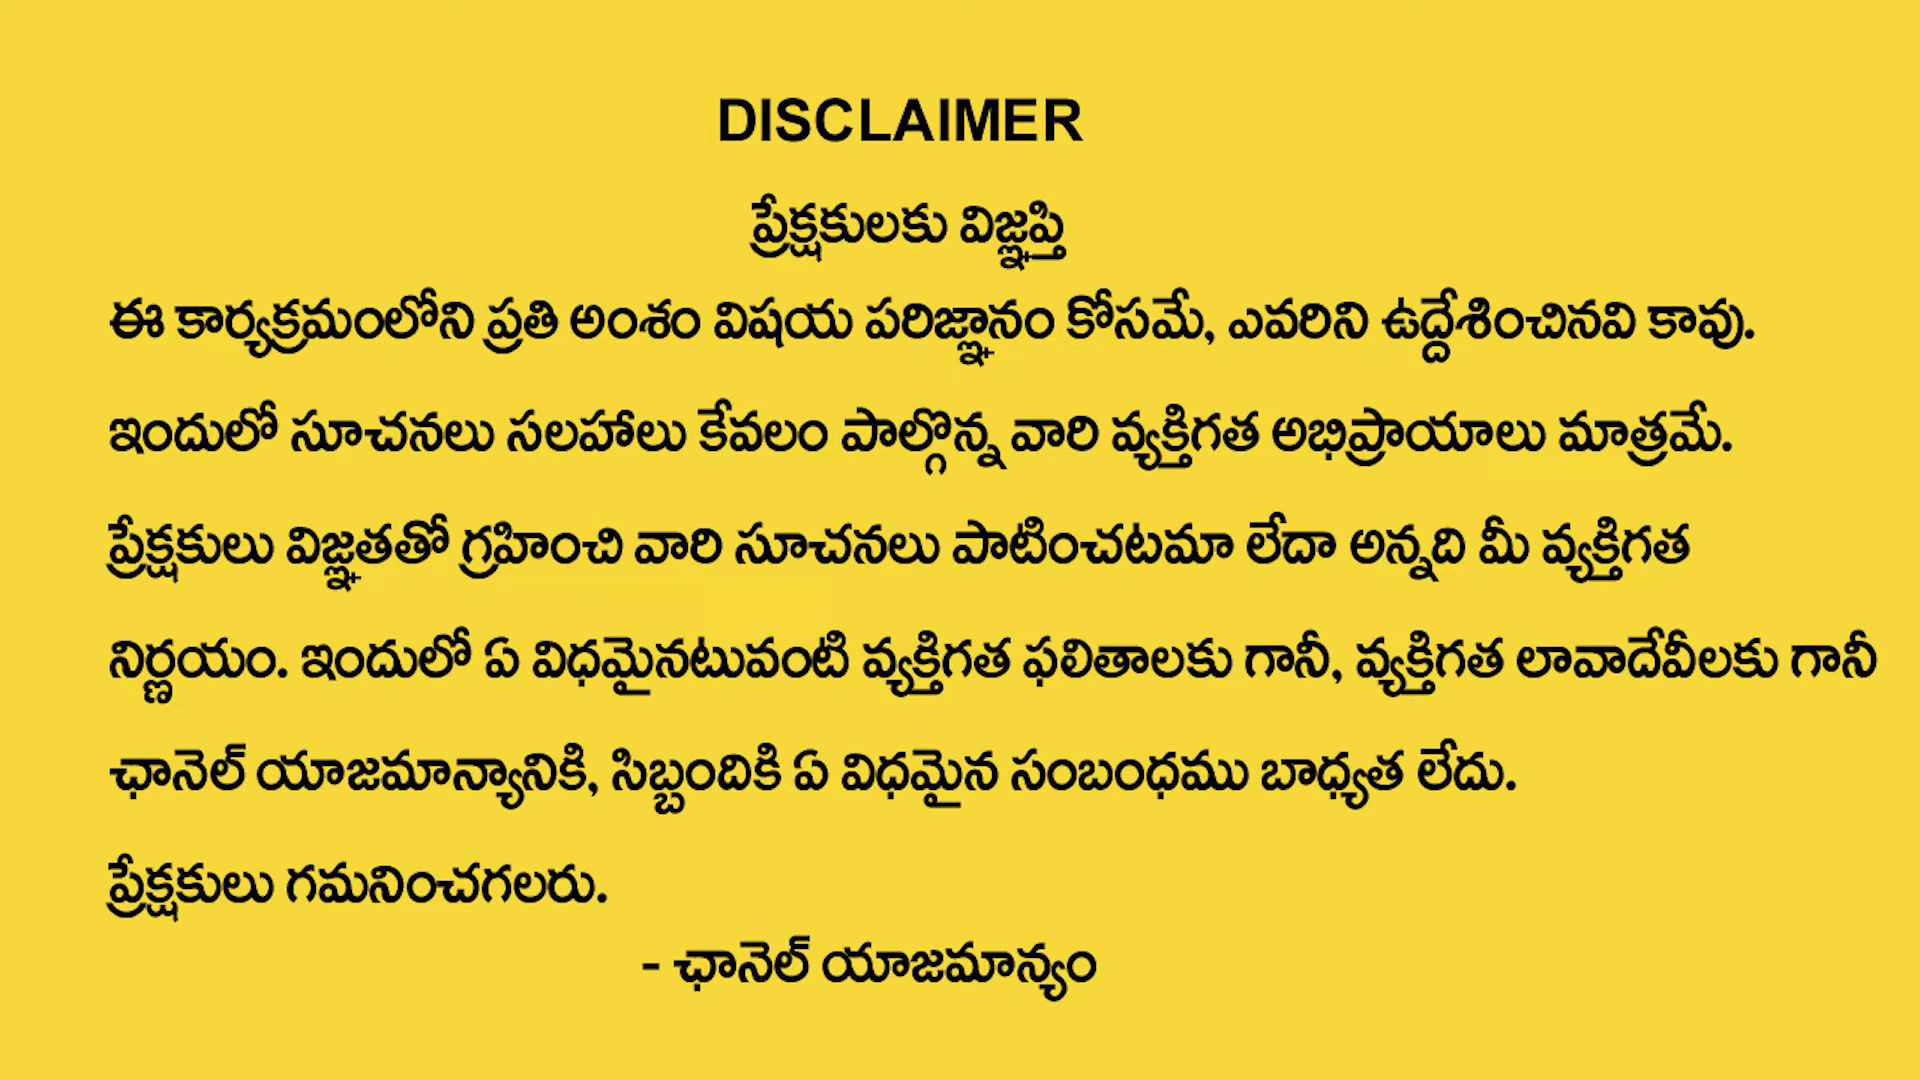 DISCLAIMER
ప్రేక్షకులకు విజ్ఞప్తి
ఈ కార్యక్రమంలోని ప్రతి అంశం విషయ పరిజ్ఞానం కోసమే, ఎవరిని ఉద్దేశించినవి కావు.
ఇందులో సూచనలు సలహాలు కేవలం పాల్గొన్న వారి వ్యక్తిగత అభిప్రాయాలు మాత్రమే.
ప్రేక్షకులు విజ్ఞతతో గ్రహించి వారి సూచనలు పాటించటమా లేదా అన్నది మీ వ్యక్తిగత
నిర్ణయం. ఇందులో ఏ విధమైనటువంటి వ్యక్తిగత ఫలితాలకు గానీ, వ్యక్తిగత లావాదేవీలకు గానీ
ఛానెల్ యాజమాన్యానికి, సిబ్బందికి ఏ విధమైన సంబంధము బాధ్యత లేదు.
ప్రేక్షకులు గమనించగలరు.
- ఛానెల్ యాజమాన్యం